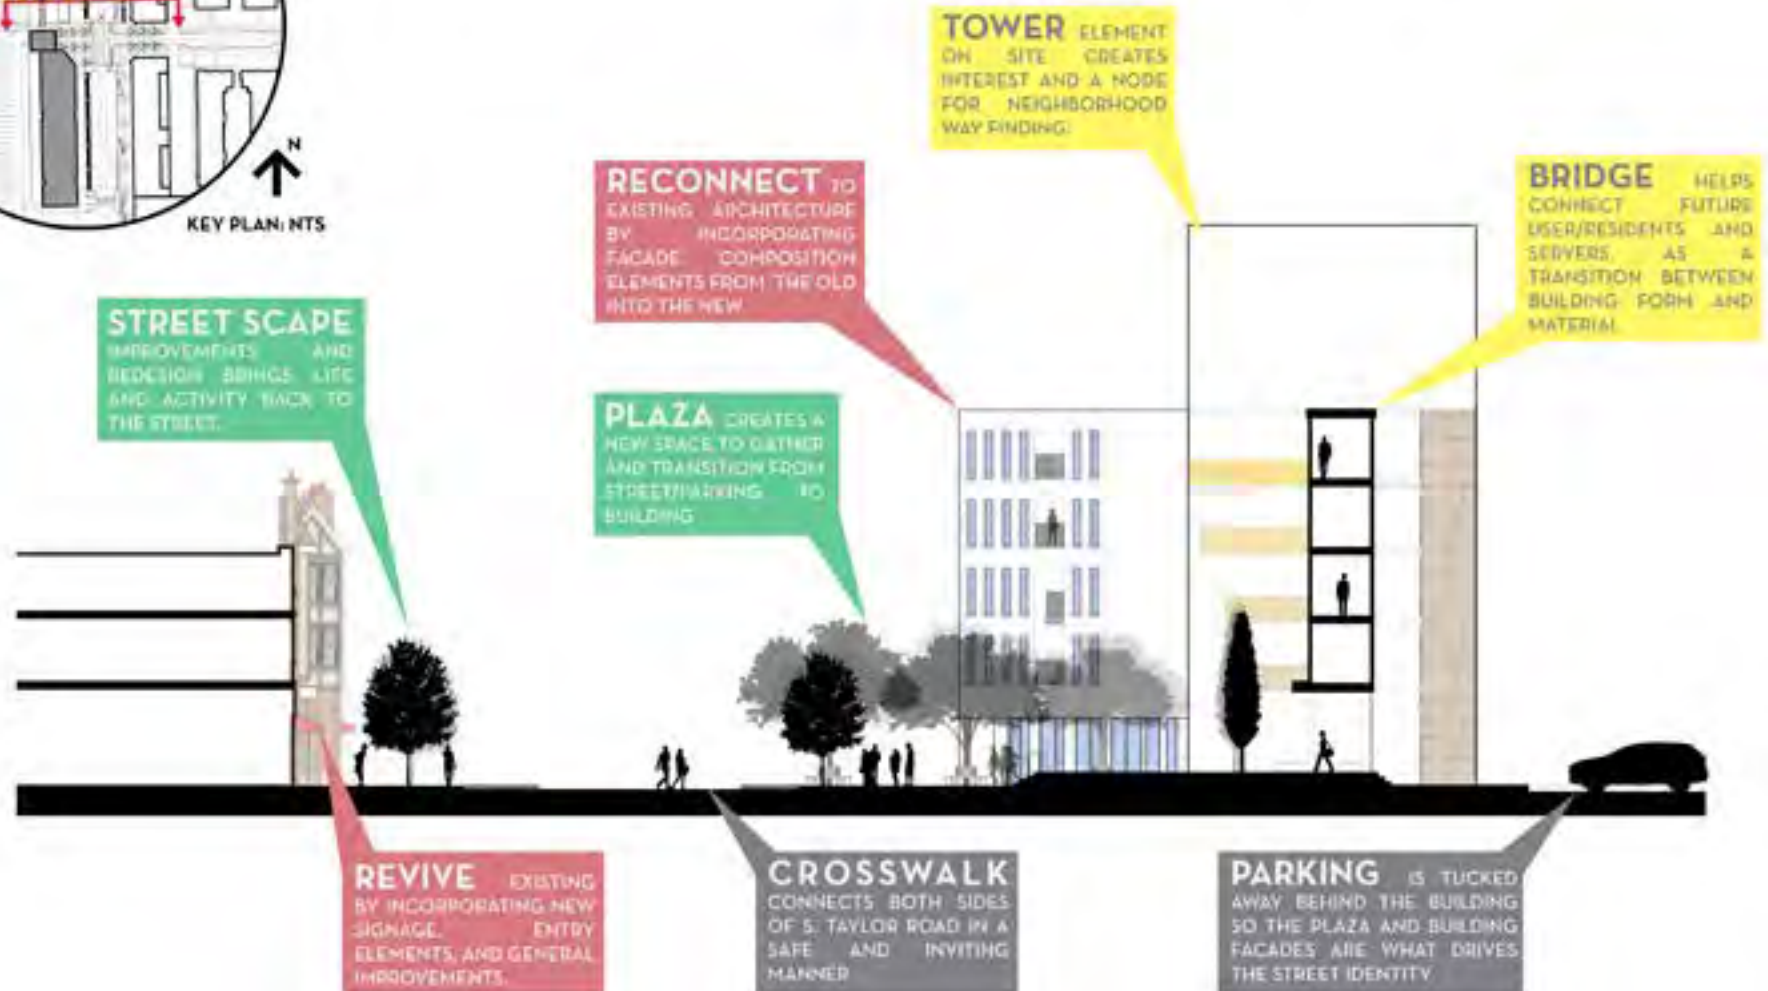 N
KEY PLAN: NTS
TOWER ELEMENT
ON SITE CREATES
INTEREST AND A NODE
FOR NEIGHBORHOOD
WAY FINDING.
RECONNECT TO
EXISTING ARCHITECTURE
BY INCORPORATING
FACADE COMPOSITION
ELEMENTS FROM THE OLD
INTO THE NEW
BRIDGE HELPS
CONNECT FUTURE
USER/RESIDENTS AND
SERVERS, AS A
TRANSITION BETWEEN
BUILDING FORM AND
MATERIAL
STREET SCAPE
IMPROVEMENTS AND
REDESIGN BRINGS LIFE
AND ACTIVITY BACK TO
THE STREET.
PLAZA CREATES A
NEW SPACE TO GATHER
AND TRANSITION FROM
STREET/PARKING TO
BUILDING
REVIVE EXISTING
BY INCORPORATING NEW
SIGNAGE, ENTRY
ELEMENTS, AND GENERAL
IMPROVEMENTS.
CROSSWALK
CONNECTS BOTH SIDES
OF S. TAYLOR ROAD IN A
SAFE AND INVITING
MANNER
PARKING IS TUCKED
AWAY BEHIND THE BUILDING
SO THE PLAZA AND BUILDING
FACADES ARE WHAT DRIVES
THE STREET IDENTITY